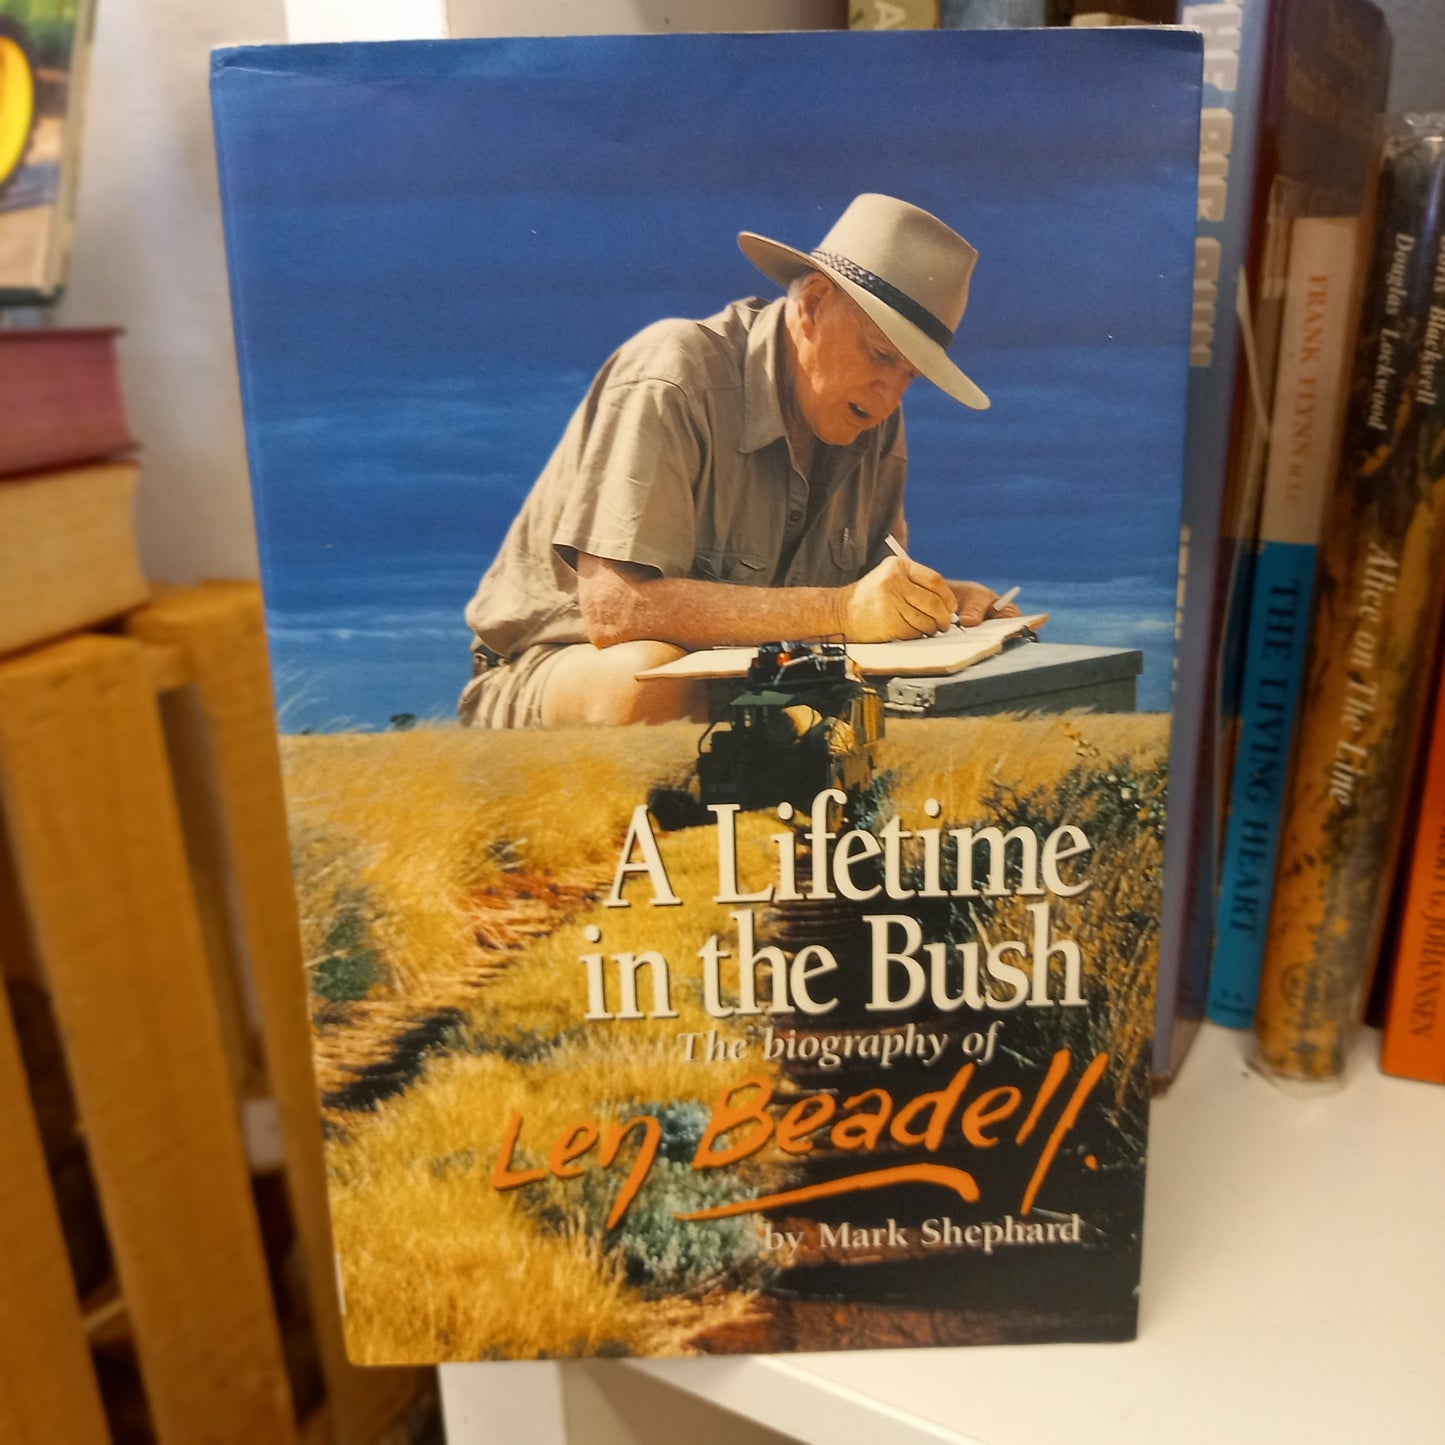 A Lifetime
in the Bush
The biography of
Len Beadell.
by Mark Shephard
FRANK FLYNN M.S.C.
THE LIVING HEART
Douglas Lockwood
Alice on The Line
Blackwell
JOHANNSEN